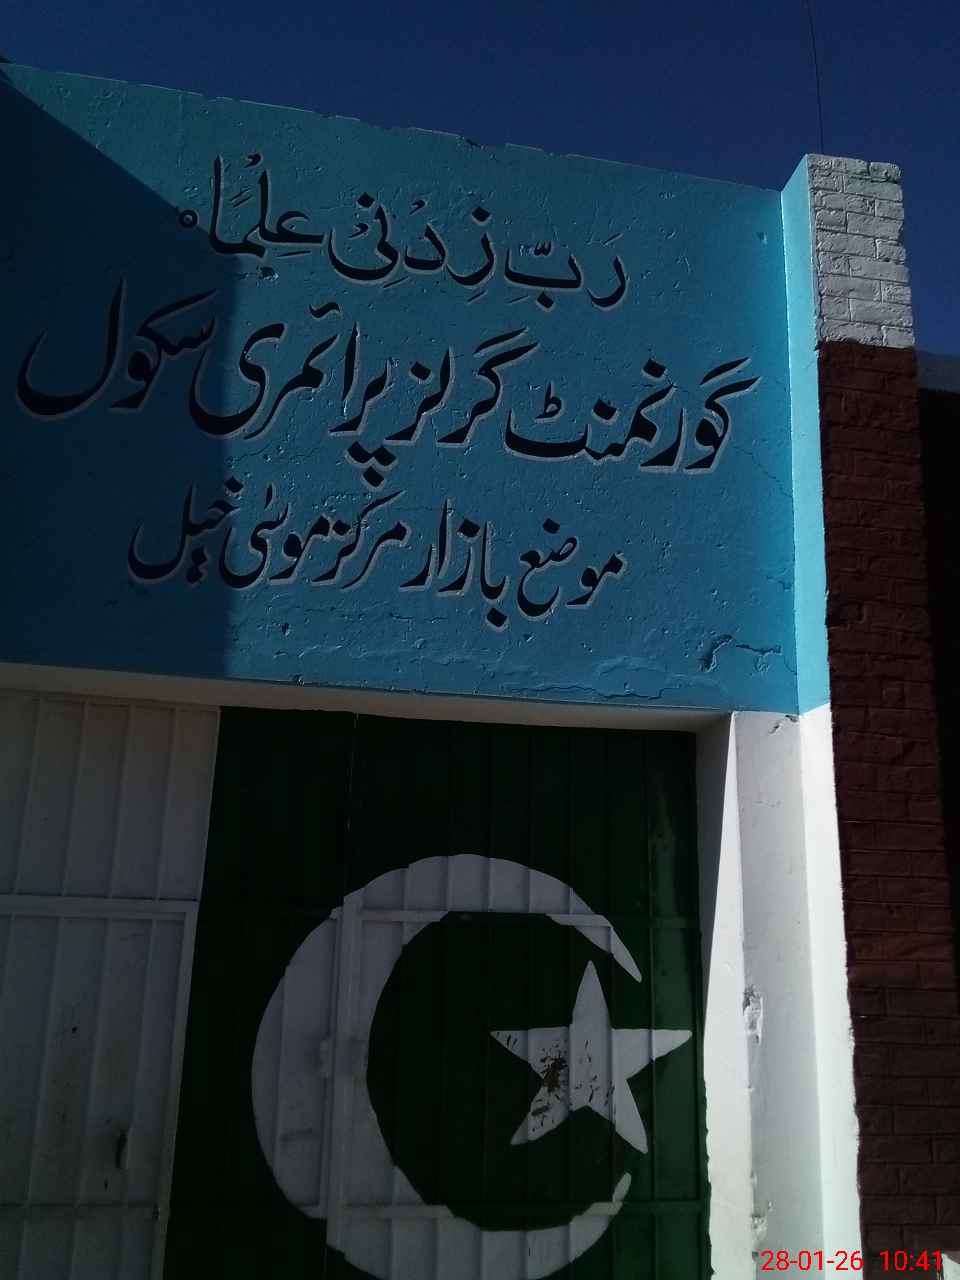 رَبِّ زِدْنِیْ عِلْمًا
گورنمنٹ گرلز پرائمری سکول
موضع بازار مرکز موسیٰ خیل
28-01-26 10:41